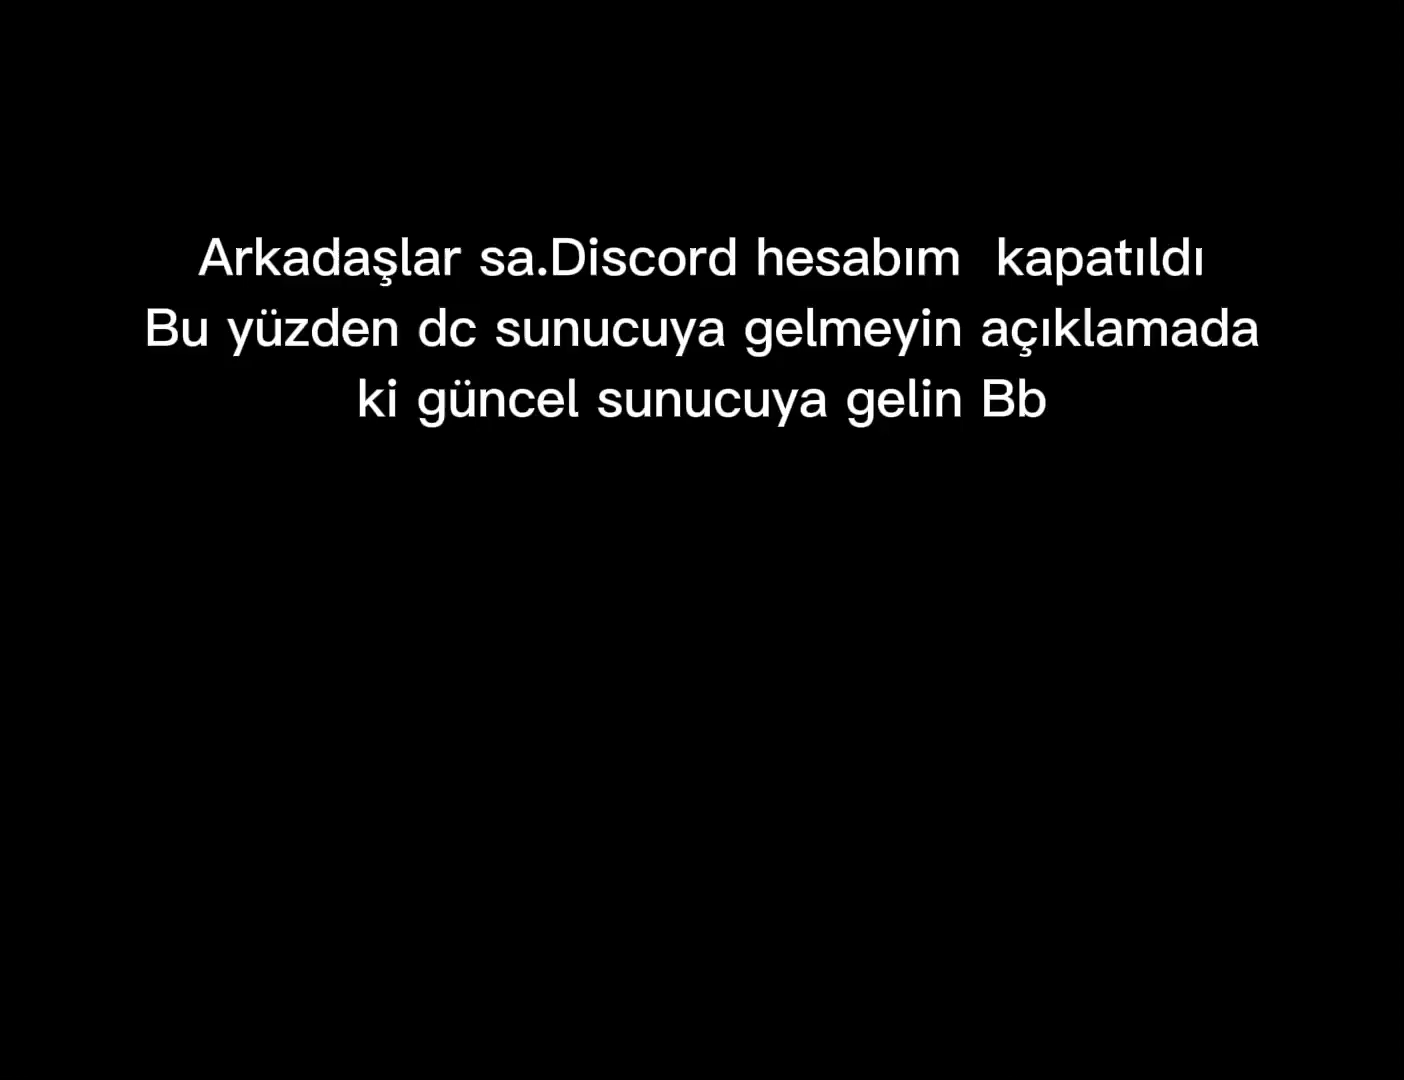 Arkadaşlar sa.Discord hesabım  kapatıldı
Bu yüzden dc sunucuya gelmeyin açıklamada
ki güncel sunucuya gelin Bb